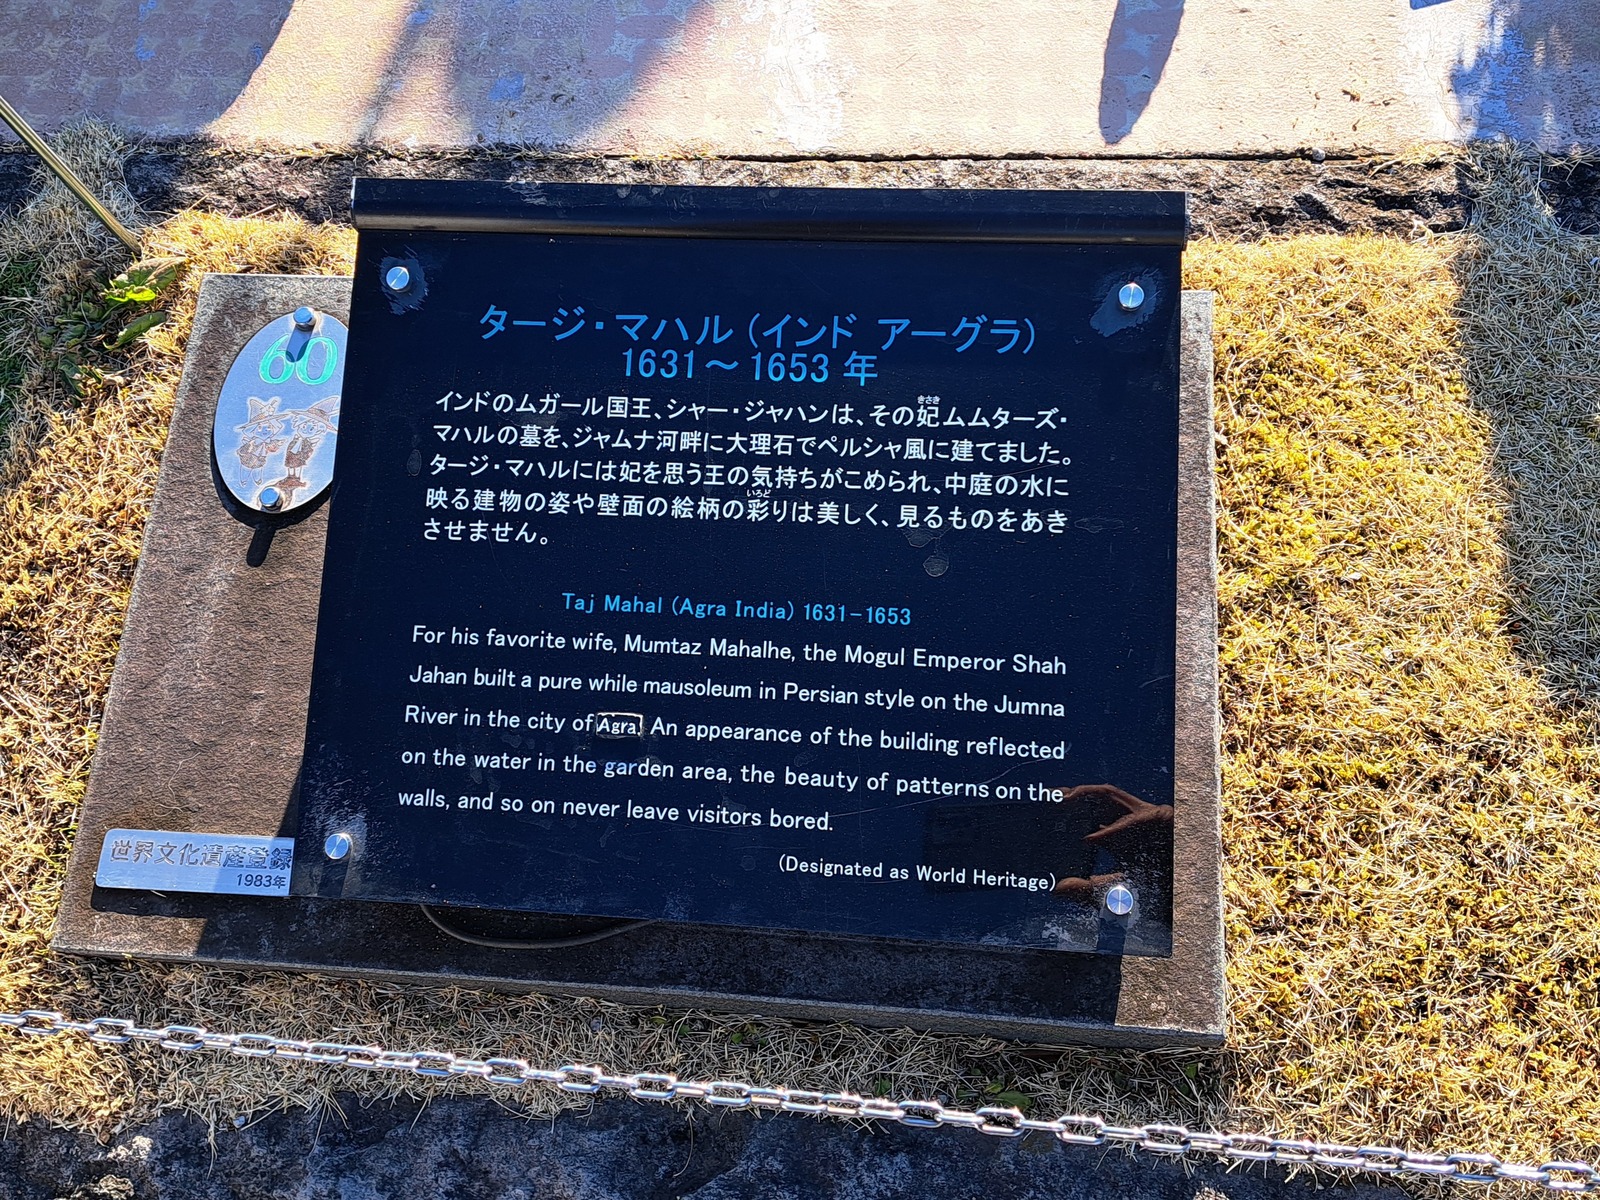 60
タージ・マハル（インド アーグラ）
1631～1653 年
インドのムガール国王、シャー・ジャハンは、その妃ムムターズ・
きさき
マハルの墓を、ジャムナ河畔に大理石でペルシャ風に建てました。
タージ・マハルには妃を思う王の気持ちがこめられ、中庭の水に
映る建物の姿や壁面の絵柄の彩りは美しく、見るものをあき
いろど
させません。
Taj Mahal (Agra India) 1631-1653
For his favorite wife, Mumtaz Mahalhe, the Mogul Emperor Shah
Jahan built a pure while mausoleum in Persian style on the Jumna
River in the city of Agra. An appearance of the building reflected
on the water in the garden area, the beauty of patterns on the
walls, and so on never leave visitors bored.
(Designated as World Heritage)
世界文化遺産登録
1983年